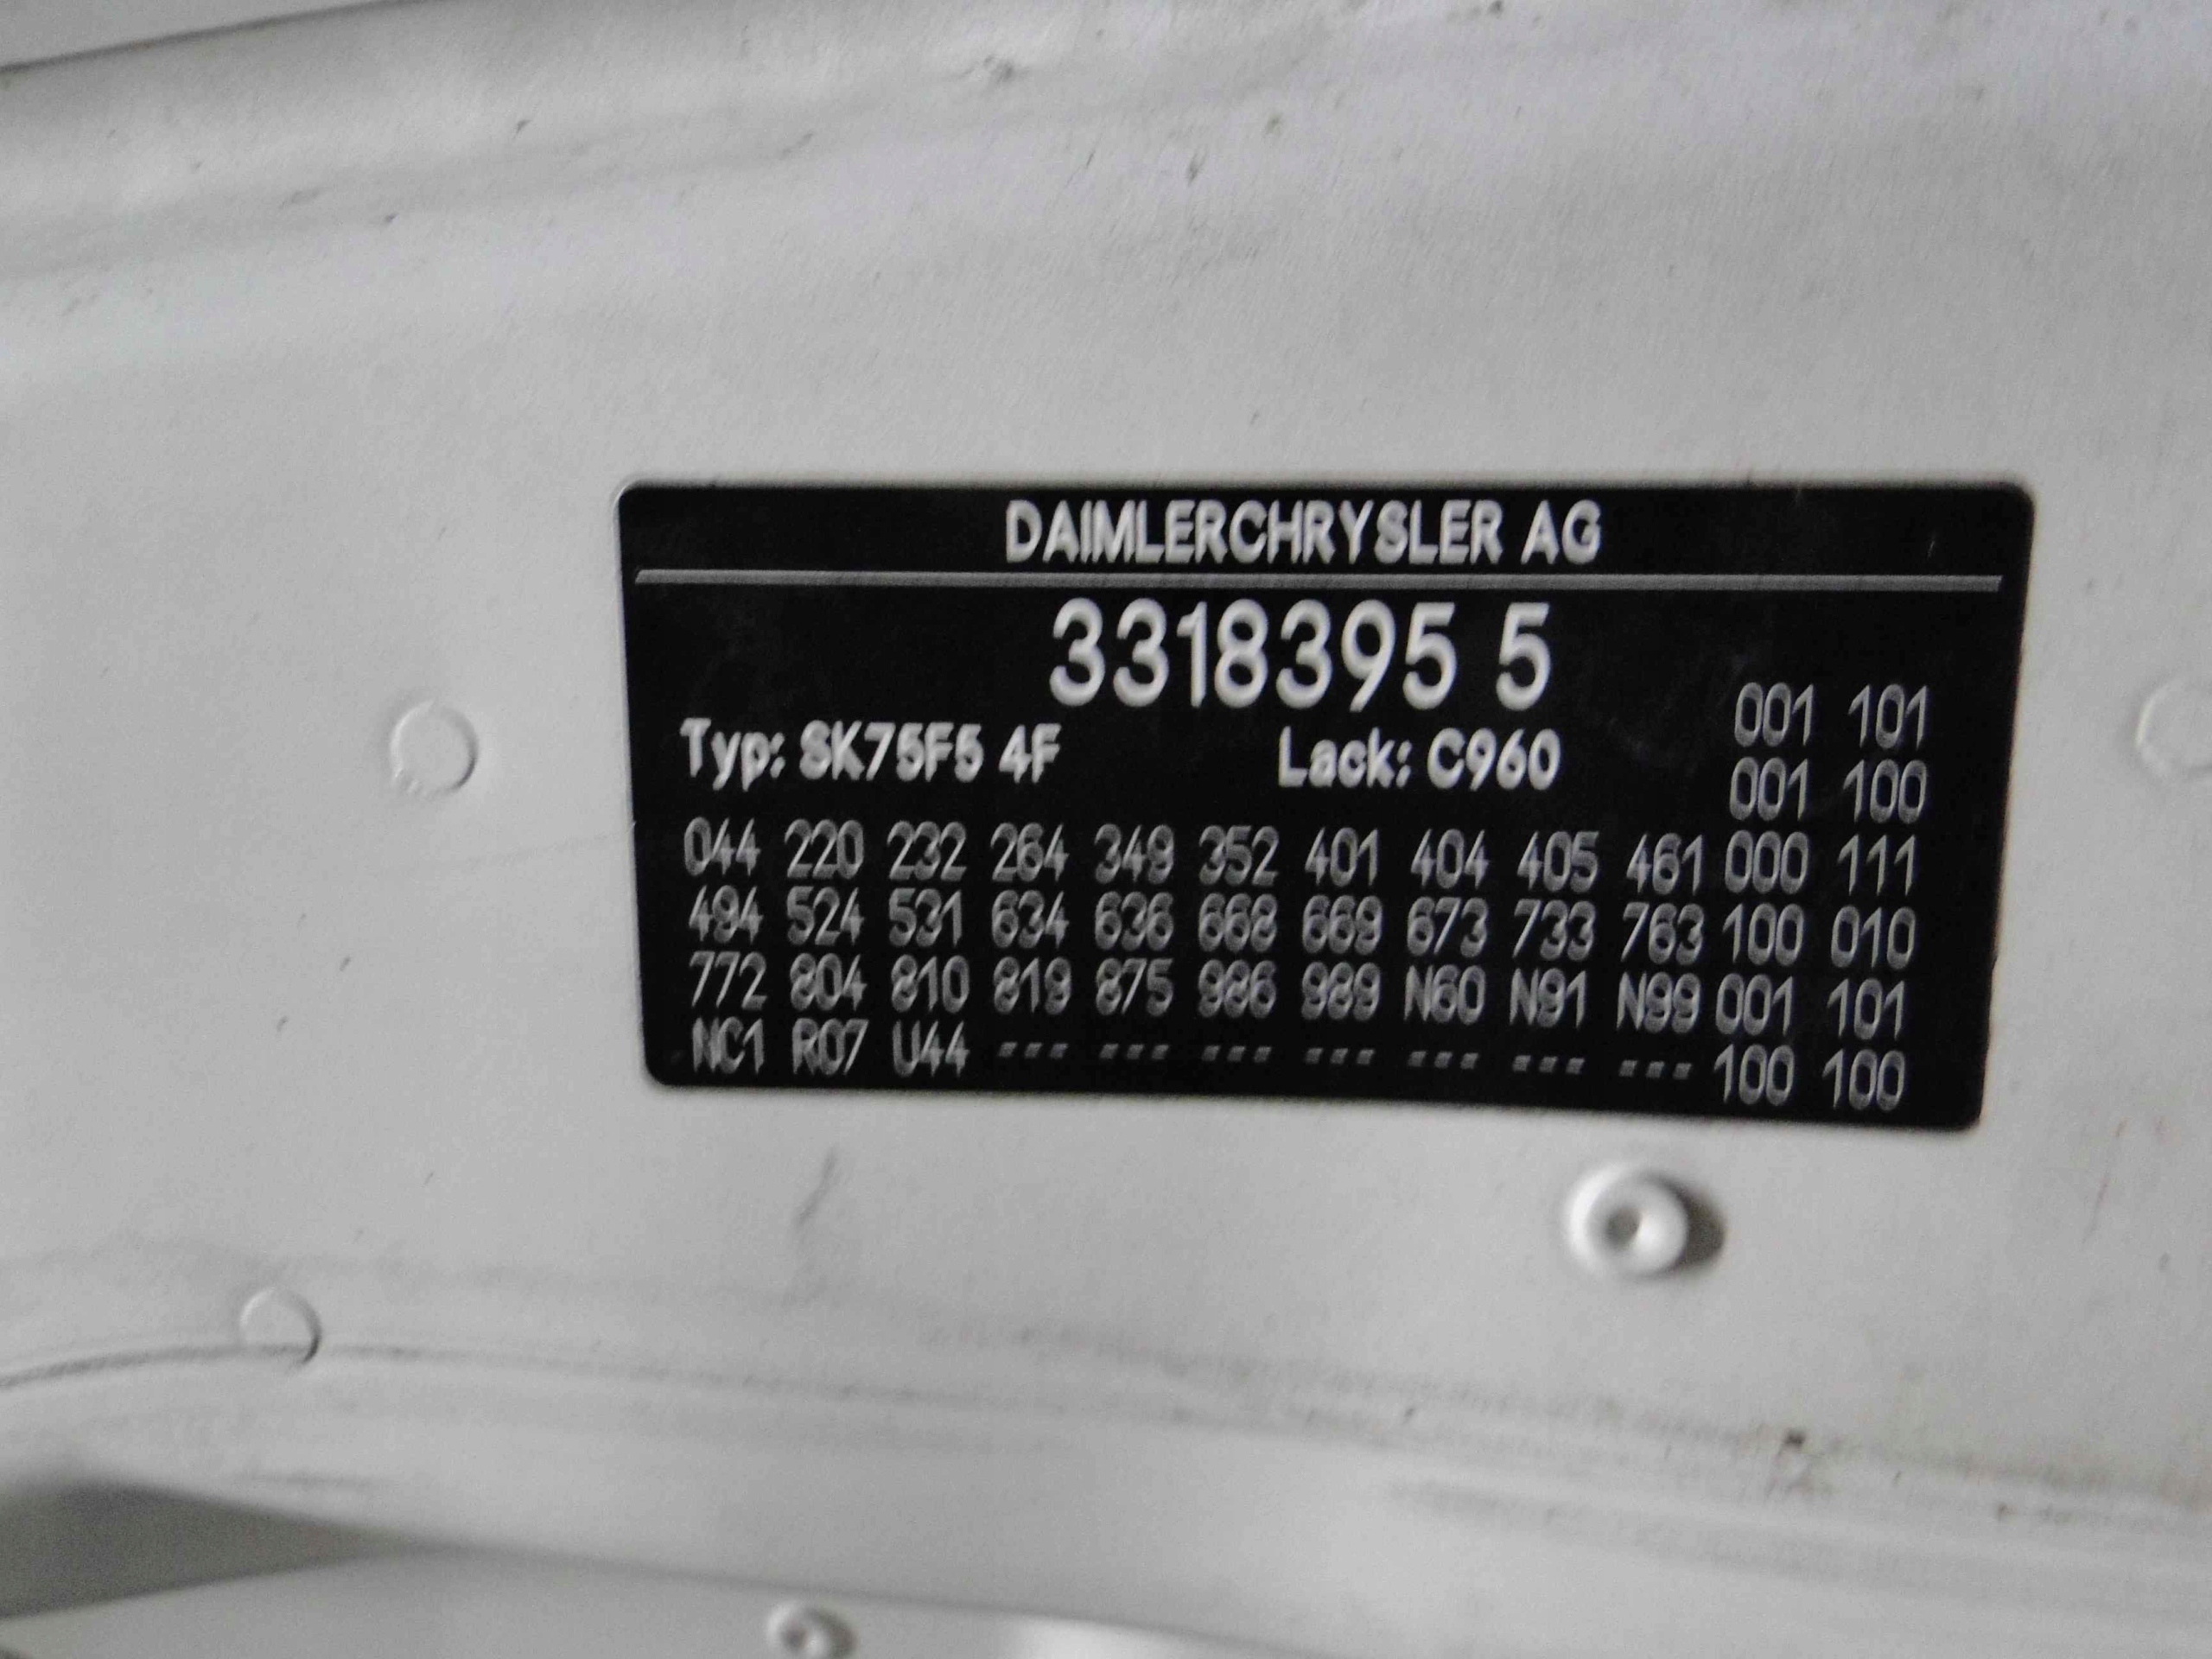 DAIMLERCHRYSLER AG
3318395 5
001 101
Typ: SK75F5 4F Lack: C960
001 100
044 220 232 264 349 352 401 404 405 461 000 111
494 524 531 634 636 668 669 673 733 763 100 010
772 804 810 819 875 986 989 N60 N91 N99 001 101
NC1 R07 U44 --- --- --- --- --- --- --- 100 100